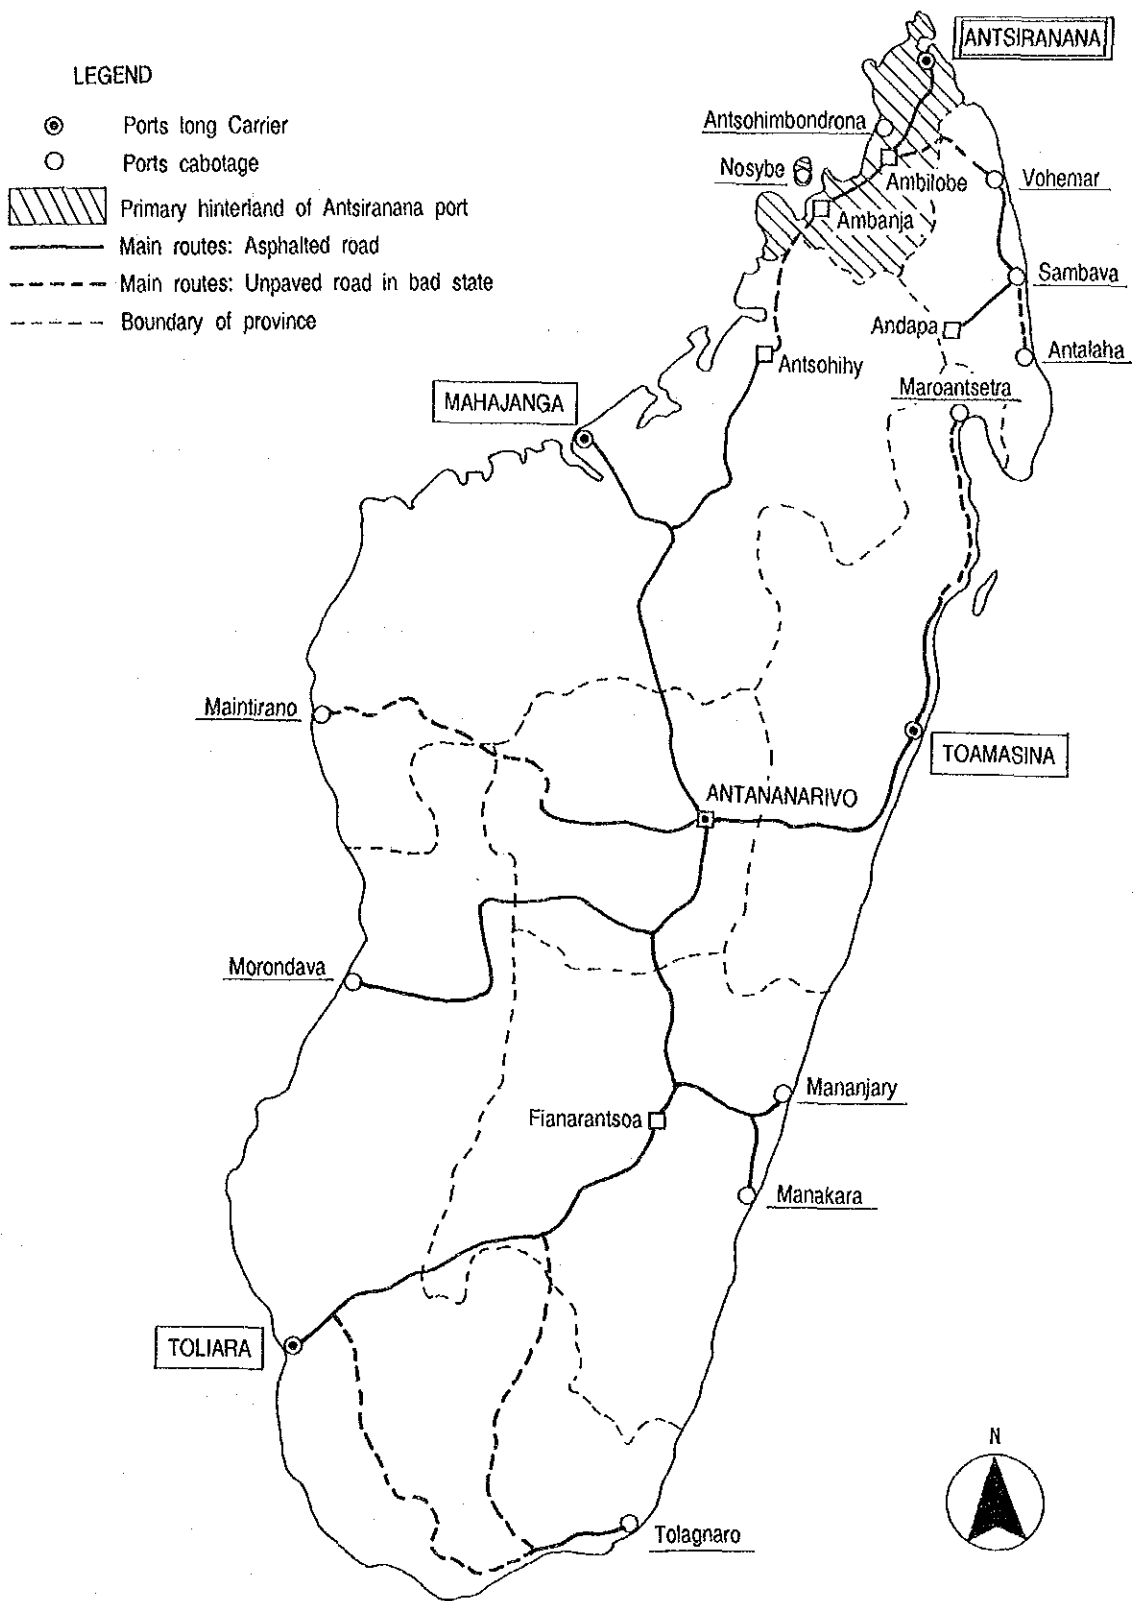 ANTSIRANANA
LEGEND
Ports long Carrier
Ports cabotage
Primary hinterland of Antsiranana port
Main routes: Asphalted road
Main routes: Unpaved road in bad state
Boundary of province
Antsohimbondrona
Nosybe
Ambilobe
Vohemar
Ambanja
Sambava
Andapa
Antalaha
Antsohihy
Maroantsetra
MAHAJANGA
Maintirano
TOAMASINA
ANTANANARIVO
Morondava
Mananjary
Fianarantsoa
Manakara
TOLIARA
N
Tolagnaro